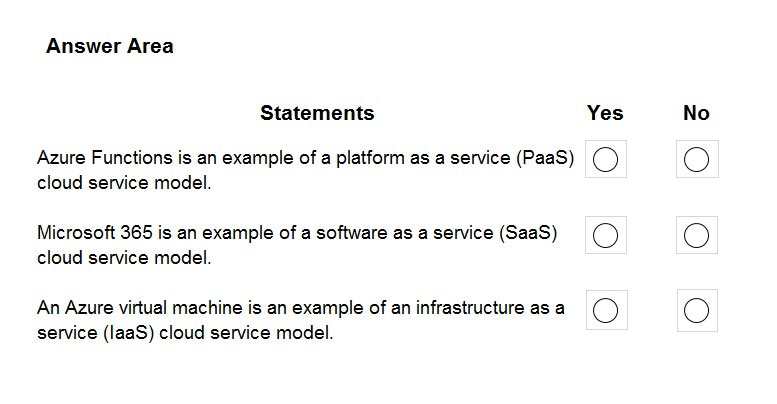 Answer Area
Statements Yes No
Azure Functions is an example of a platform as a service (PaaS)
cloud service model.
Microsoft 365 is an example of a software as a service (SaaS)
cloud service model.
An Azure virtual machine is an example of an infrastructure as a
service (IaaS) cloud service model.